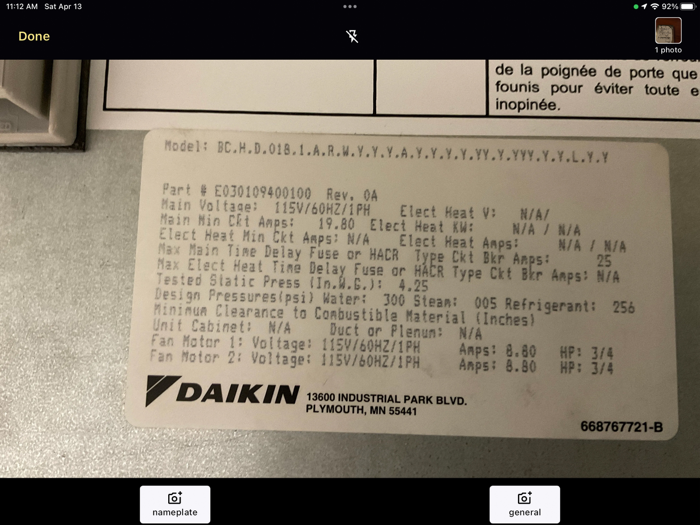 11:12 AM Sat Apr 13
92%
Done
1 photo
de la poignée de porte que
founis pour éviter toute e
inopinée.
Model: BC.H.D.018.1.A.R.W.Y.Y.Y.A.Y.Y.Y.Y.YY.Y.YYY.Y.Y.L.Y.Y
Part # E030109400100 Rev. 0A
Main Voltage: 115V/60HZ/1PH Elect Heat V: N/A/
Main Min Ckt Amps: 19.80 Elect Heat KW: N/A / N/A
Elect Heat Min Ckt Amps: N/A Elect Heat Amps: N/A / N/A
Max Main Time Delay Fuse or HACR Type Ckt Bkr Amps: 25
Max Elect Heat Time Delay Fuse or HACR Type Ckt Bkr Amps: N/A
Tested Static Press (In.W.G.): 4.25
Design Pressures(psi) Water: 300 Steam: 005 Refrigerant: 256
Minimum Clearance to Combustible Material (Inches)
Unit Cabinet: N/A Duct or Plenum: N/A
Fan Motor 1: Voltage: 115V/60HZ/1PH Amps: 8.80 HP: 3/4
Fan Motor 2: Voltage: 115V/60HZ/1PH Amps: 8.80 HP: 3/4
DAIKIN 13600 INDUSTRIAL PARK BLVD.
PLYMOUTH, MN 55441
668767721-B
nameplate
general